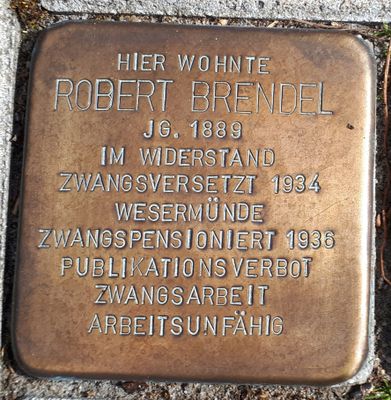 HIER WOHNTE
ROBERT BRENDEL
JG. 1889
IM WIDERSTAND
ZWANGSVERSETZT 1934
WESERMÜNDE
ZWANGSPENSIONIERT 1936
PUBLIKATIONSVERBOT
ZWANGSARBEIT
ARBEITSUNFÄHIG